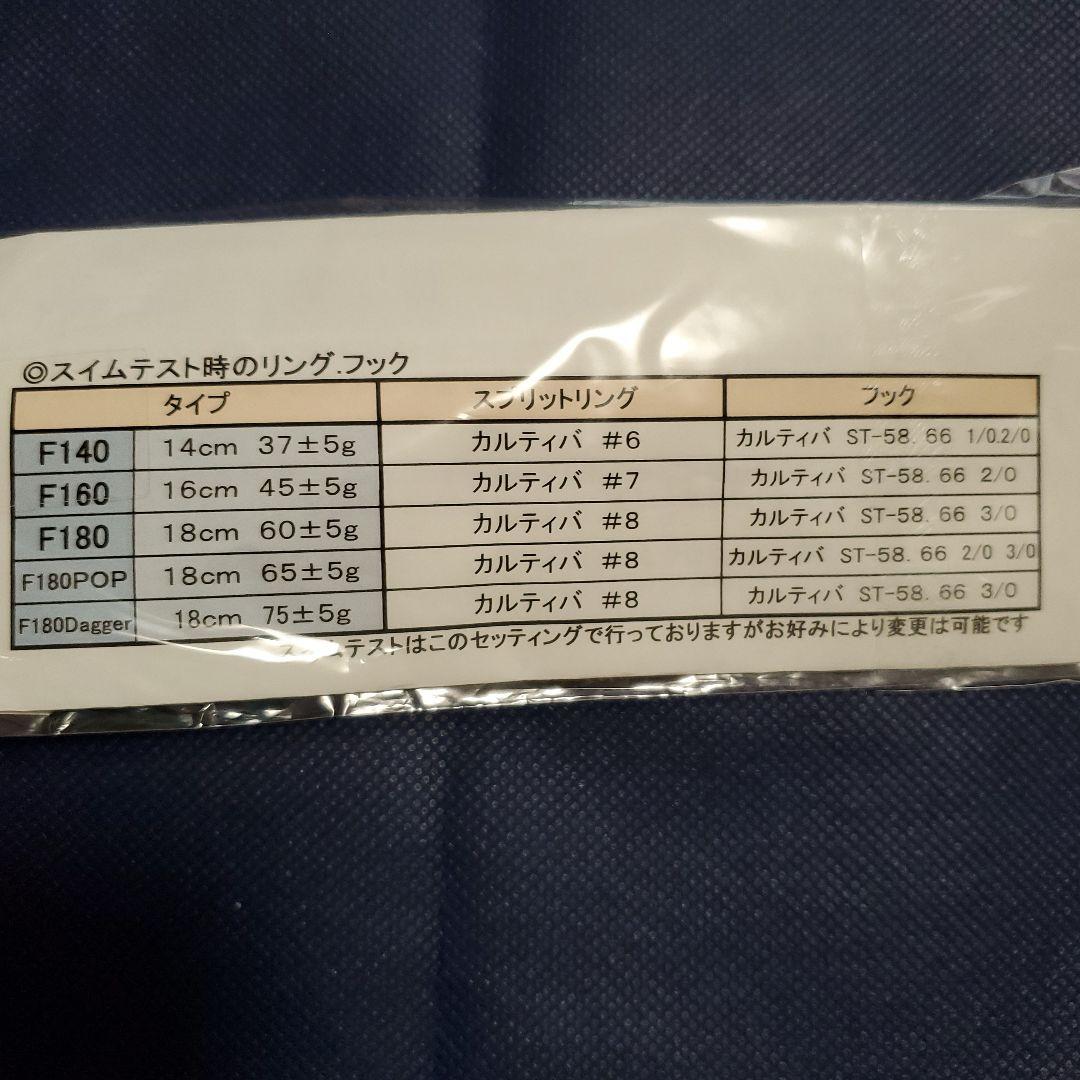 ◎スイムテスト時のリング.フック
タイプ スプリットリング フック
F140 14cm 37±5g カルティバ #6 カルティバ ST-58. 66 1/0.2/0
F160 16cm 45±5g カルティバ #7 カルティバ ST-58. 66 2/0
F180 18cm 60±5g カルティバ #8 カルティバ ST-58. 66 3/0
F180POP 18cm 65±5g カルティバ #8 カルティバ ST-58. 66 2/0 3/0
F180Dagger 18cm 75±5g カルティバ #8 カルティバ ST-58. 66 3/0
スイムテストはこのセッティングで行っておりますがお好みにより変更は可能です